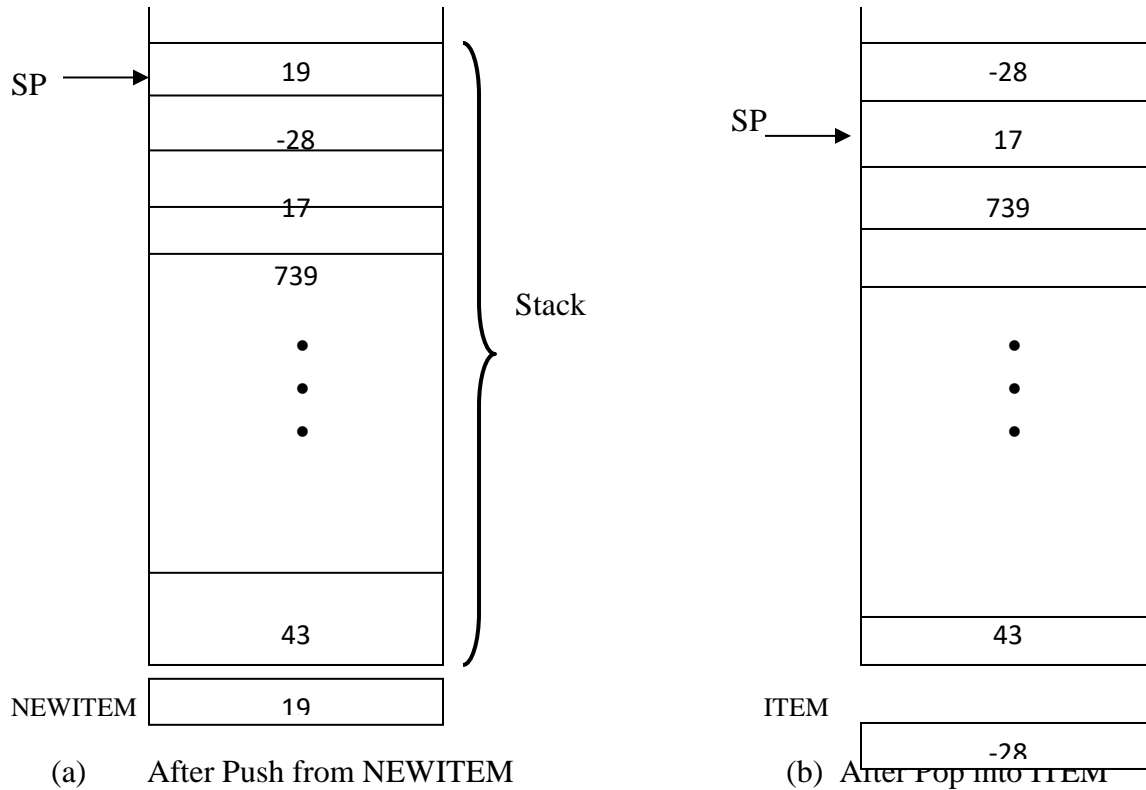 SP
19
-28
17
739
•
•
•
43
Stack
NEWITEM
19
(a) After Push from NEWITEM
SP
-28
17
739
•
•
•
43
ITEM
-28
(b) After Pop into ITEM